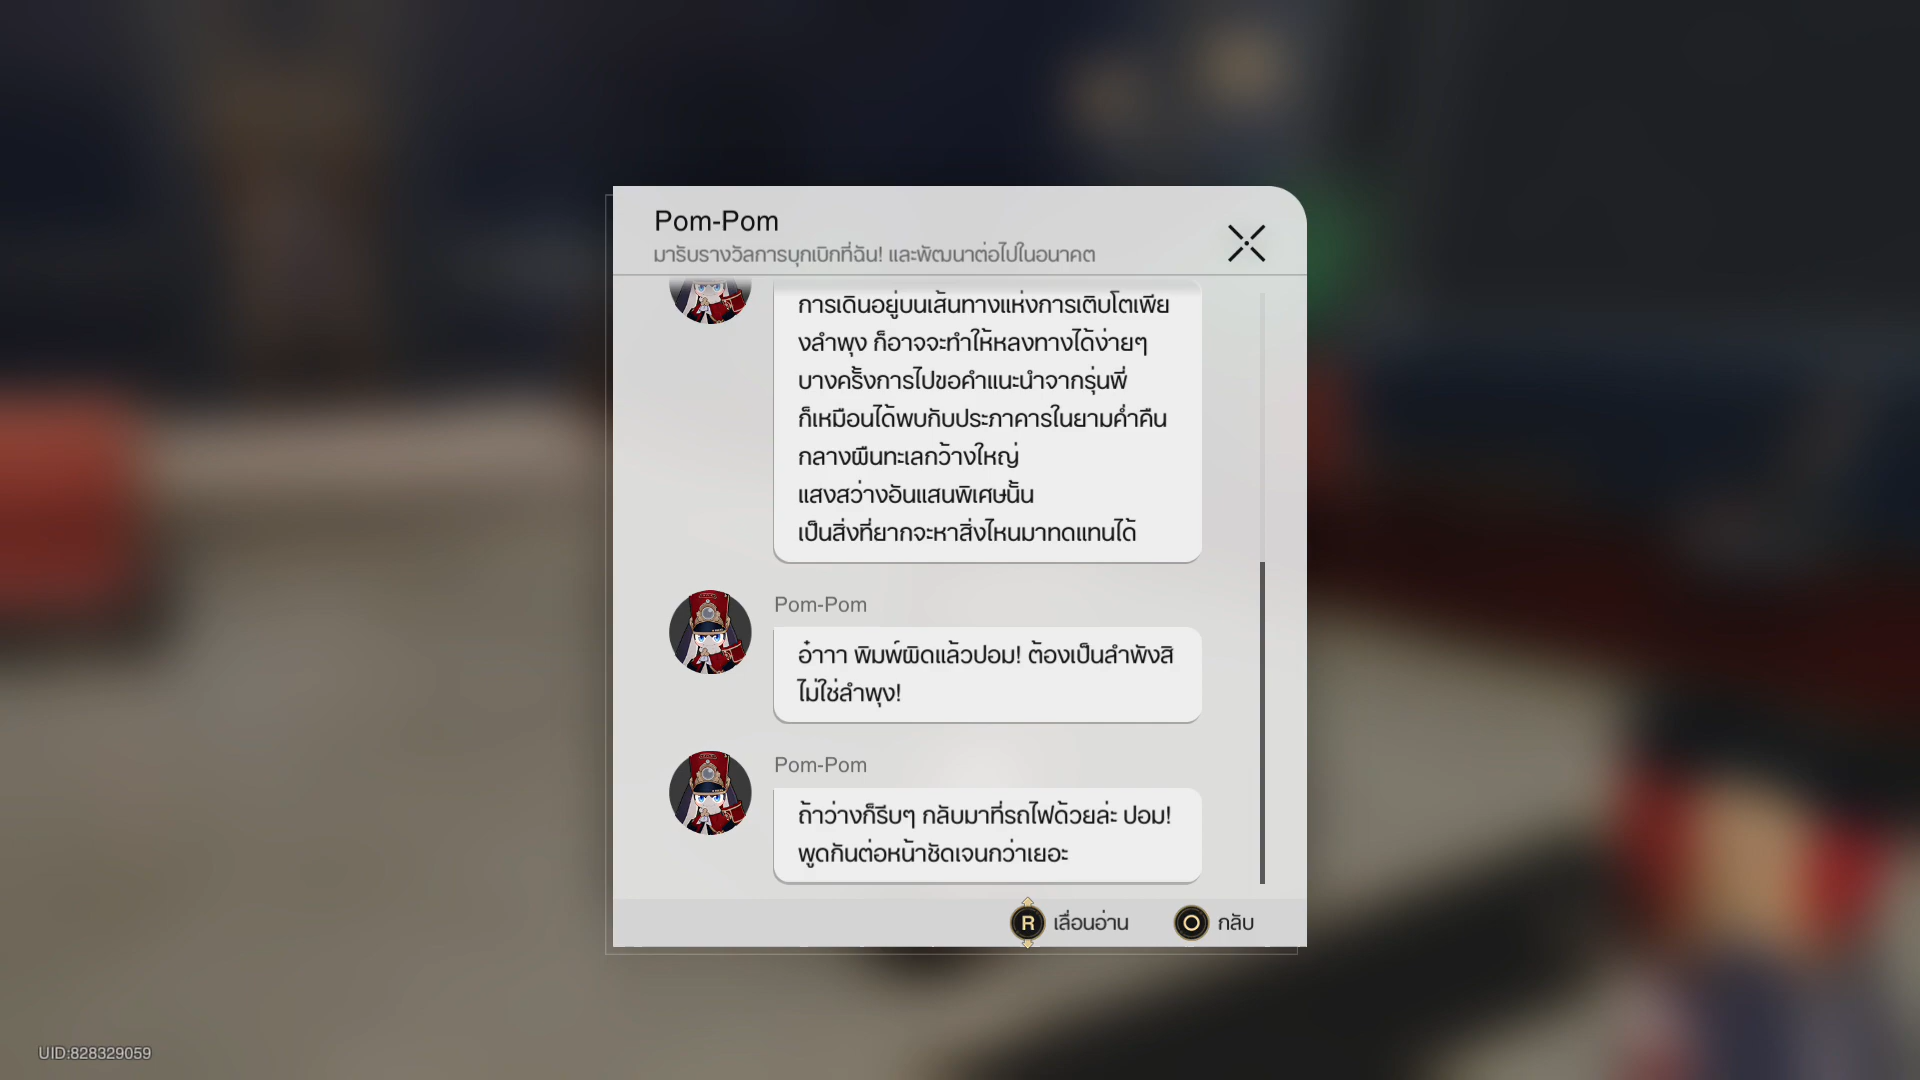 Pom-Pom
มารับรางวัลการบุกเบิกที่ฉัน! และพัฒนาต่อไปในอนาคต
การเดินอยู่บนเส้นทางแห่งการเติบโตเพีย
งลำพุง ก็อาจจะทำให้หลงทางได้ง่ายๆ
บางครั้งการไปขอคำแนะนำจากรุ่นพี่
ก็เหมือนได้พบกับประภาคารในยามค่ำคืน
กลางผืนทะเลกว้างใหญ่
แสงสว่างอันแสนพิเศษนั้น
เป็นสิ่งที่ยากจะหาสิ่งไหนมาทดแทนได้
Pom-Pom
อ๋าาา พิมพ์ผิดแล้วปอม! ต้องเป็นลำพังสิ
ไม่ใช่ลำพุง!
Pom-Pom
ถ้าว่างก็รีบๆ กลับมาที่รถไฟด้วยล่ะ ปอม!
พูดกันต่อหน้าชัดเจนกว่าเยอะ
R เลื่อนอ่าน กลับ
UID:828329059